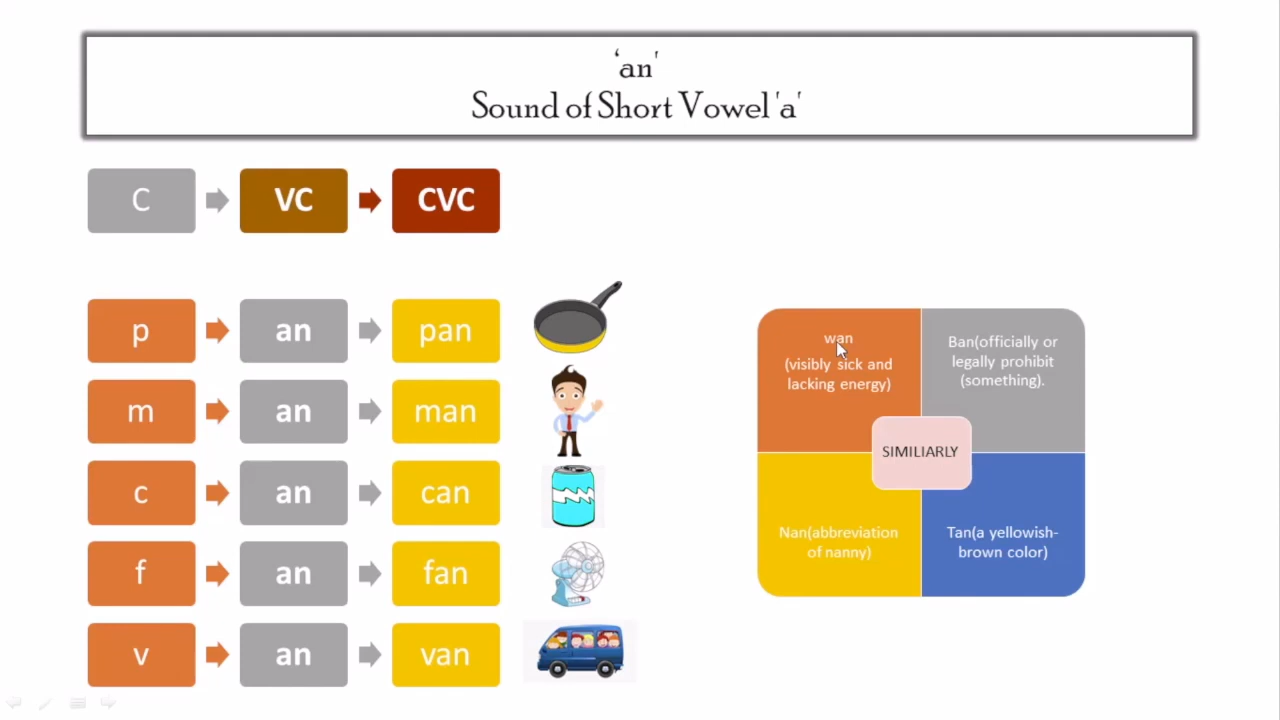 ‘an'
Sound of Short Vowel 'a'
C VC CVC
p an pan
m an man
c an can
f an fan
v an van
wan
(visibly sick and
lacking energy)
Ban(officially or
legally prohibit
(something).
SIMILIARLY
Nan(abbreviation
of nanny)
Tan(a yellowish-
brown color)